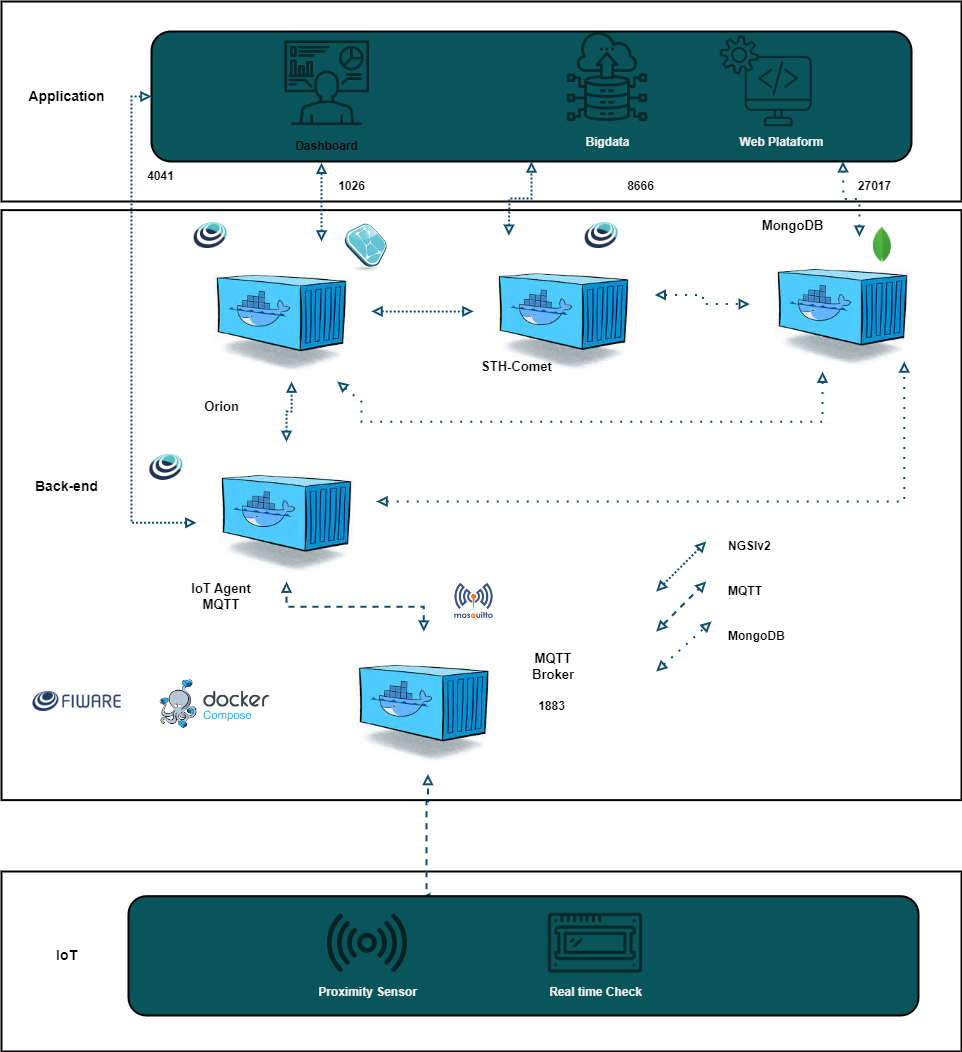 Application
Dashboard
Bigdata
Web Plataform
4041
1026
8666
27017
MongoDB
STH-Comet
Orion
Back-end
IoT Agent
MQTT
mosquitto
NGSIv2
MQTT
MongoDB
MQTT
Broker
1883
FIWARE
docker
Compose
IoT
Proximity Sensor
Real time Check